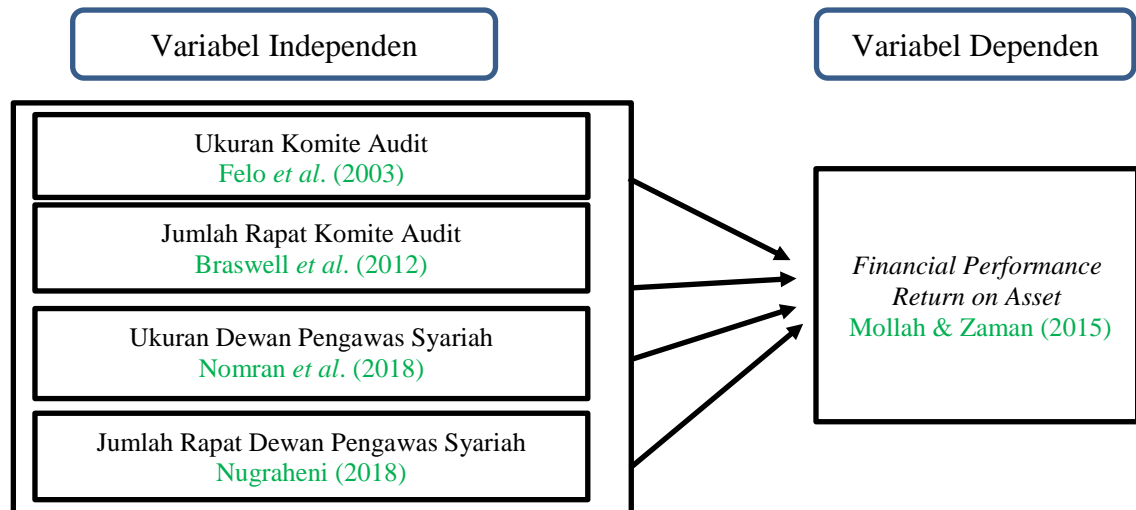 Variabel Independen
Variabel Dependen
Ukuran Komite Audit
Felo et al. (2003)
Jumlah Rapat Komite Audit
Braswell et al. (2012)
Ukuran Dewan Pengawas Syariah
Nomran et al. (2018)
Jumlah Rapat Dewan Pengawas Syariah
Nugraheni (2018)
Financial Performance
Return on Asset
Mollah & Zaman (2015)